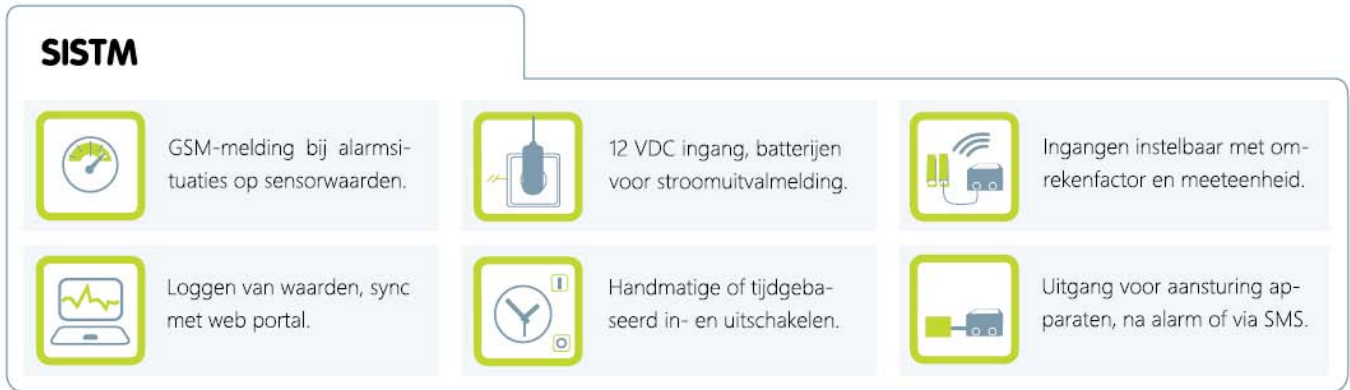 SISTM
GSM-melding bij alarmsi-
tuaties op sensorwaarden.
12 VDC ingang, batterijen
voor stroomuitvalmelding.
Ingangen instelbaar met om-
rekenfactor en meeteenheid.
Loggen van waarden, sync
met web portal.
Handmatige of tijdgeba-
seerd in- en uitschakelen.
Uitgang voor aansturing ap-
paraten, na alarm of via SMS.